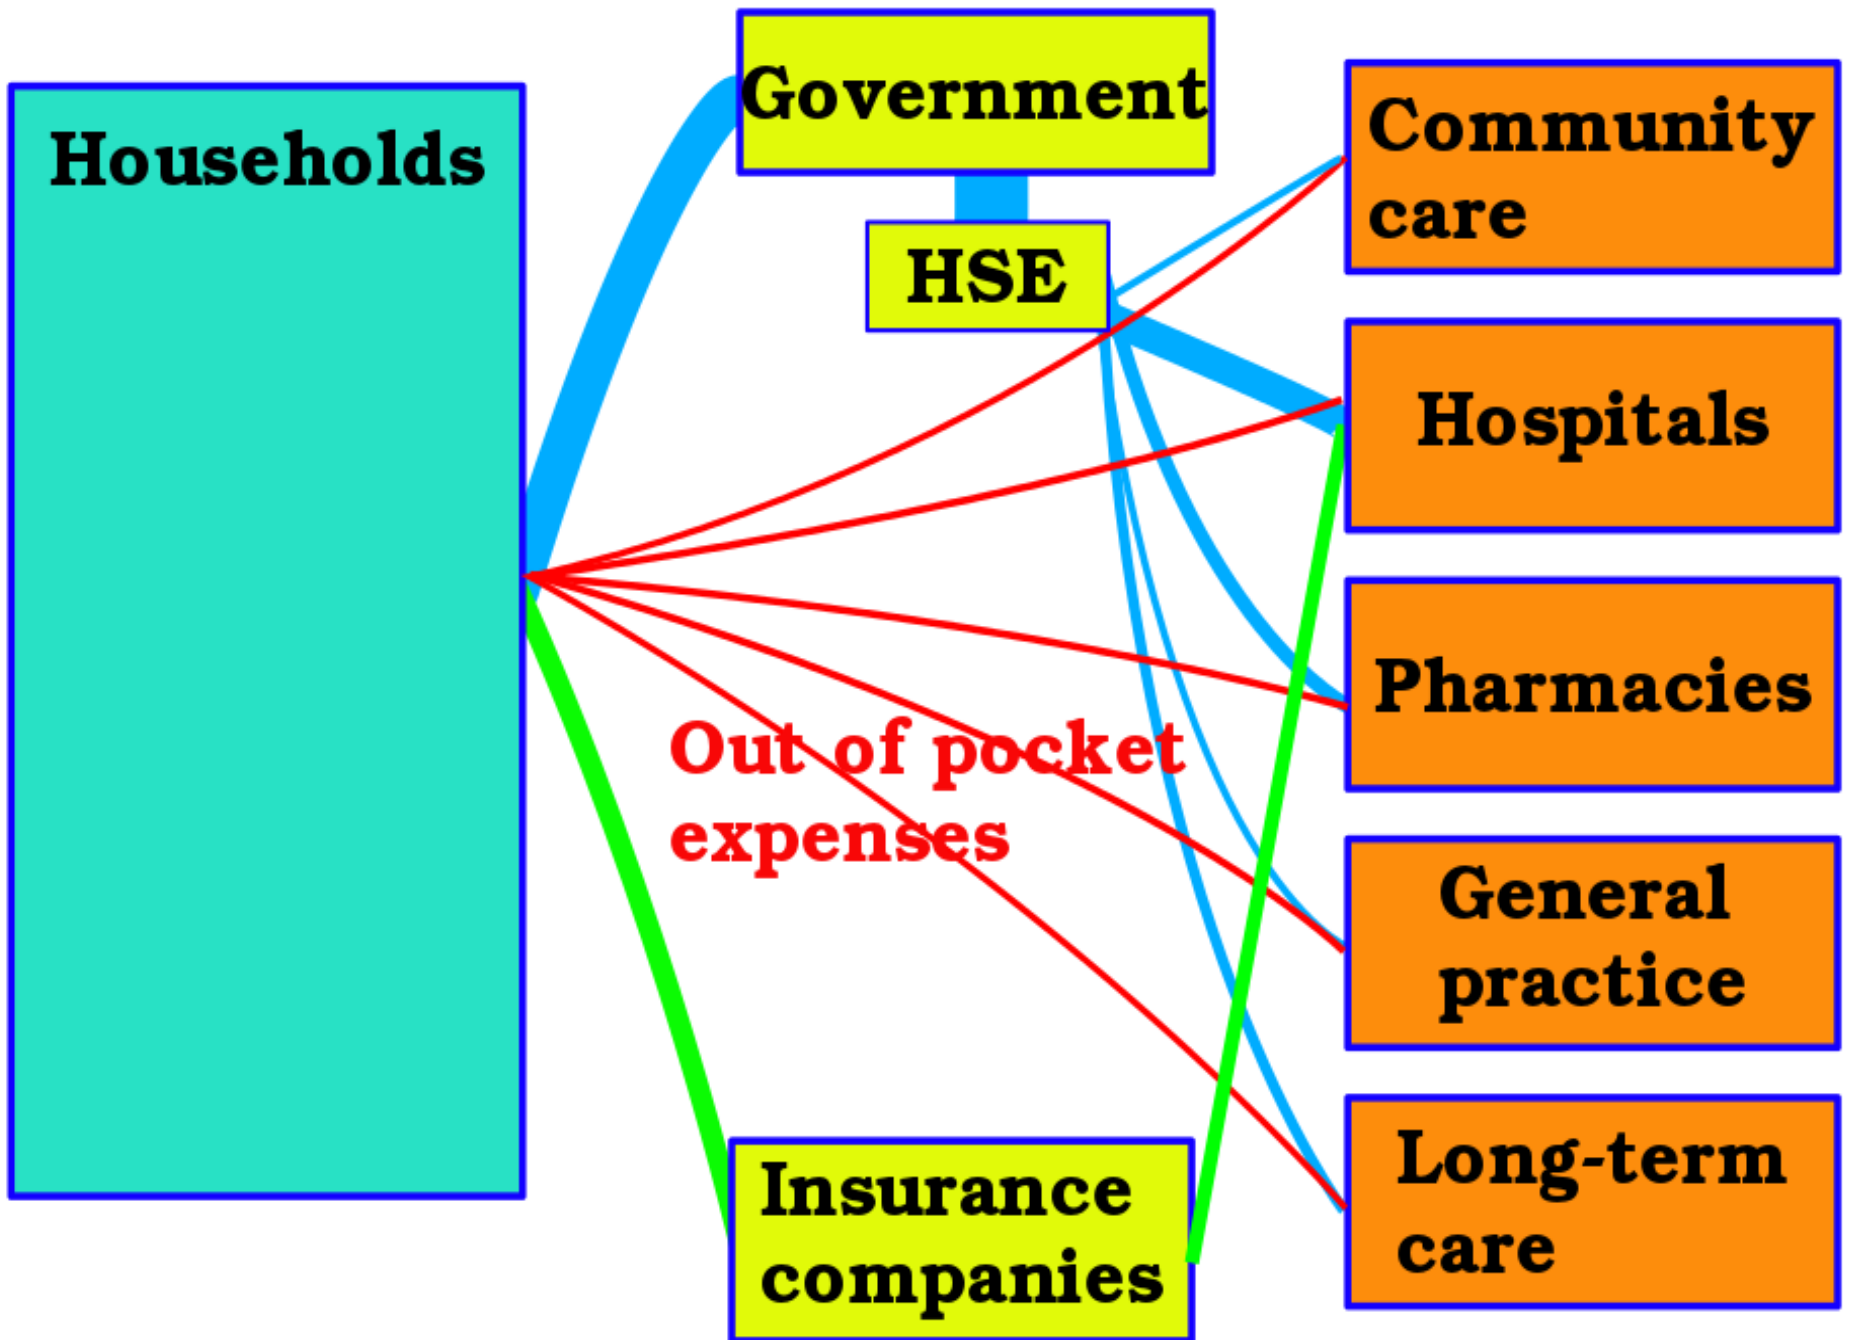 Households
Government
HSE
Out of pocket
expenses
Insurance
companies
Community
care
Hospitals
Pharmacies
General
practice
Long-term
care